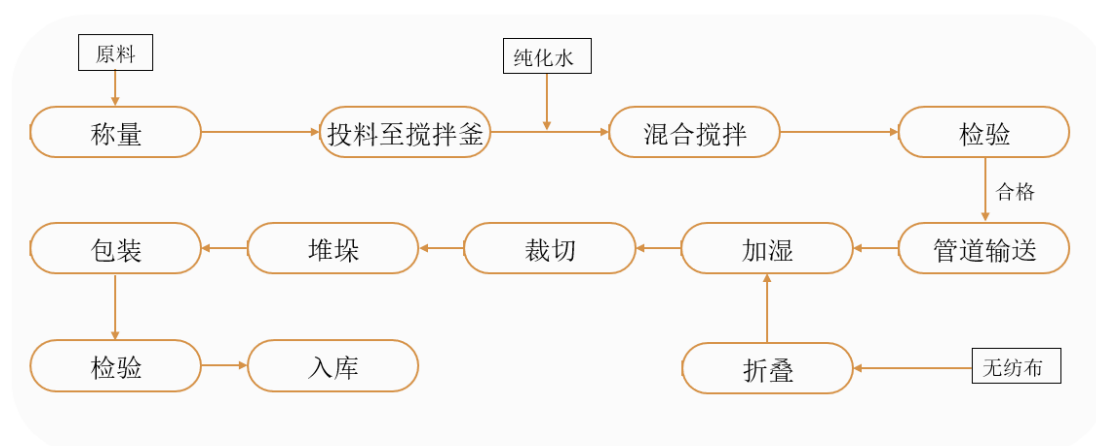 原料
纯化水
称量
投料至搅拌釜
混合搅拌
检验
合格
包装
堆垛
裁切
加湿
管道输送
检验
入库
折叠
无纺布